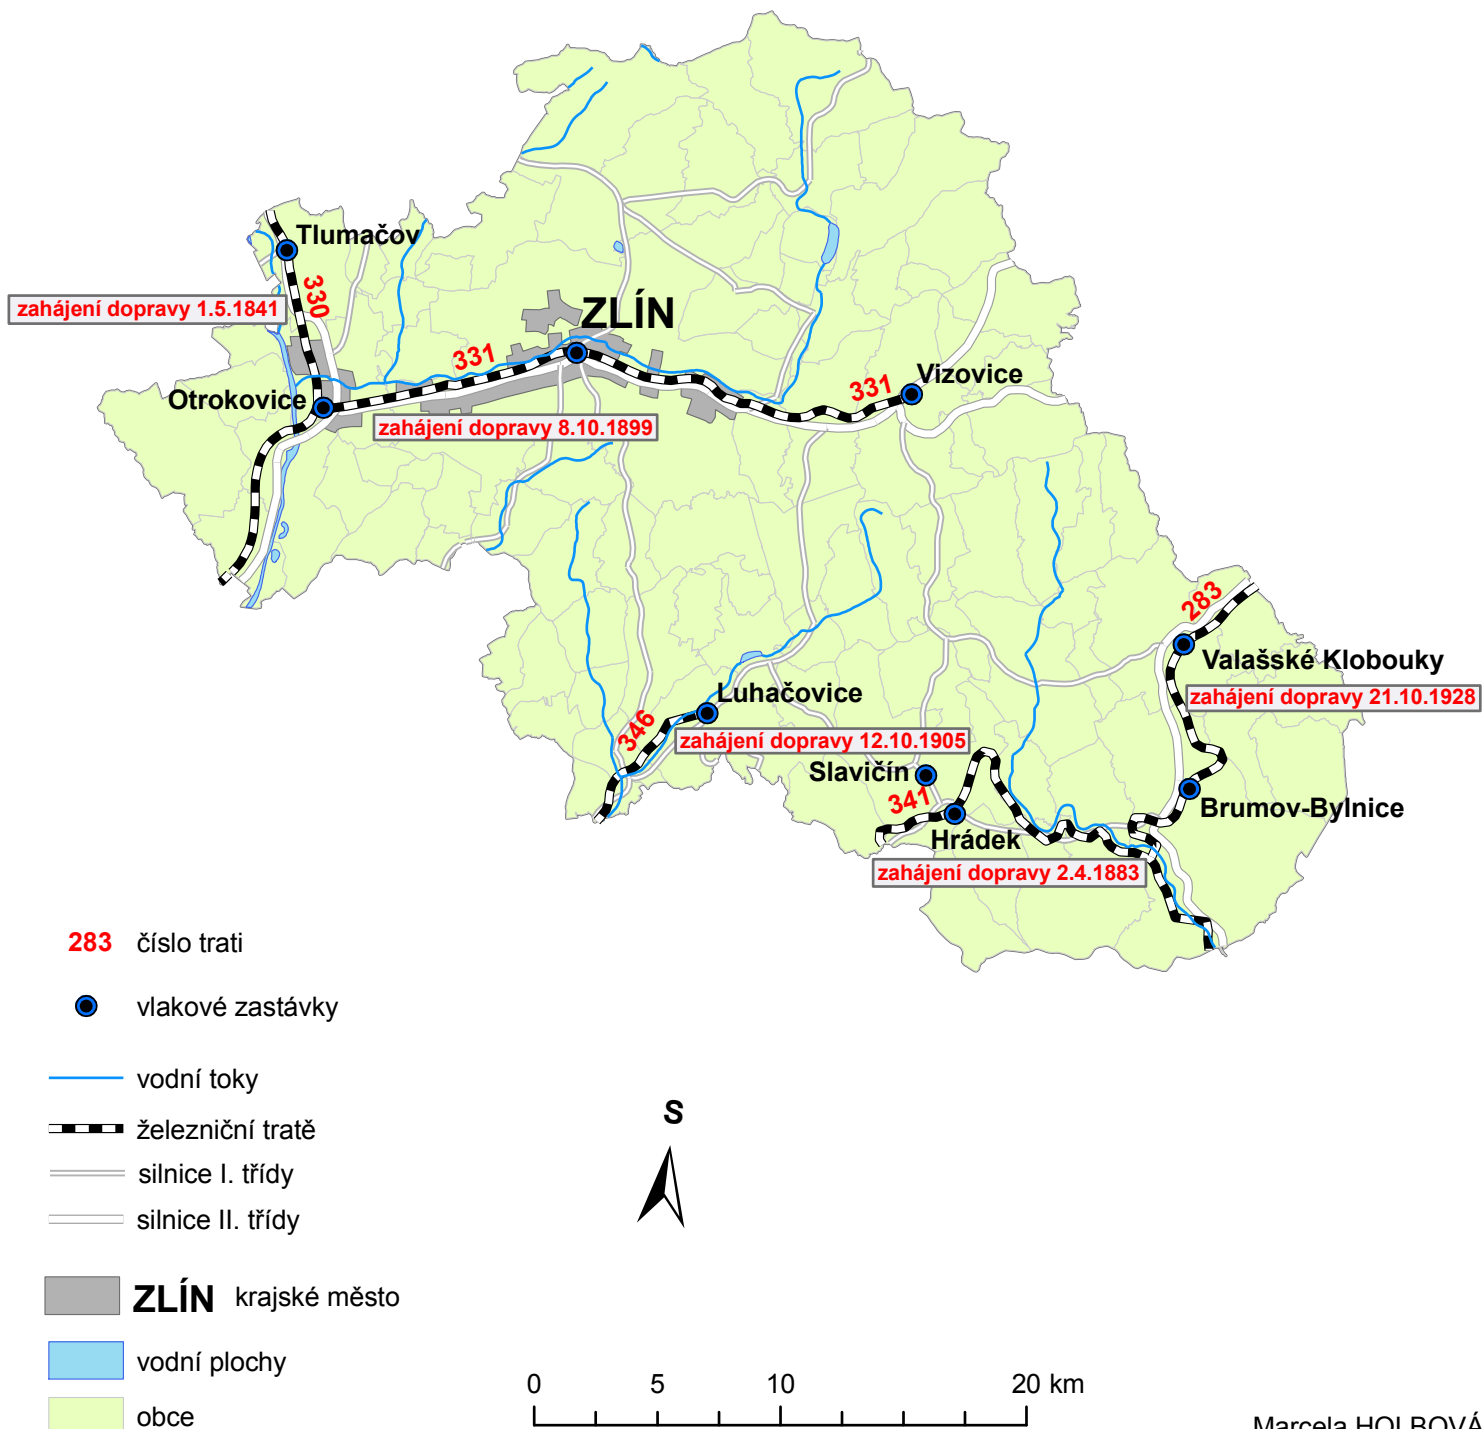 Tlumačov
330
zahájení dopravy 1.5.1841
ZLÍN
331
Otrokovice
331
Vizovice
zahájení dopravy 8.10.1899
283
Valašské Klobouky
zahájení dopravy 21.10.1928
Luhačovice
346
zahájení dopravy 12.10.1905
Slavičín
341
Hrádek
Brumov-Bylnice
zahájení dopravy 2.4.1883
283 číslo trati
vlakové zastávky
vodní toky
železniční tratě
silnice I. třídy
silnice II. třídy
ZLÍN krajské město
vodní plochy
obce
S
0 5 10 20 km
Marcela HOLBOVÁ